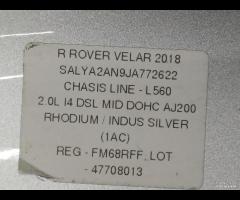 R ROVER VELAR 2018
SALYA2AN9JA772622
CHASIS LINE - L560
2.0L I4 DSL MID DOHC AJ200
RHODIUM / INDUS SILVER
(1AC)
REG - FM68RFF, LOT
- 47708013